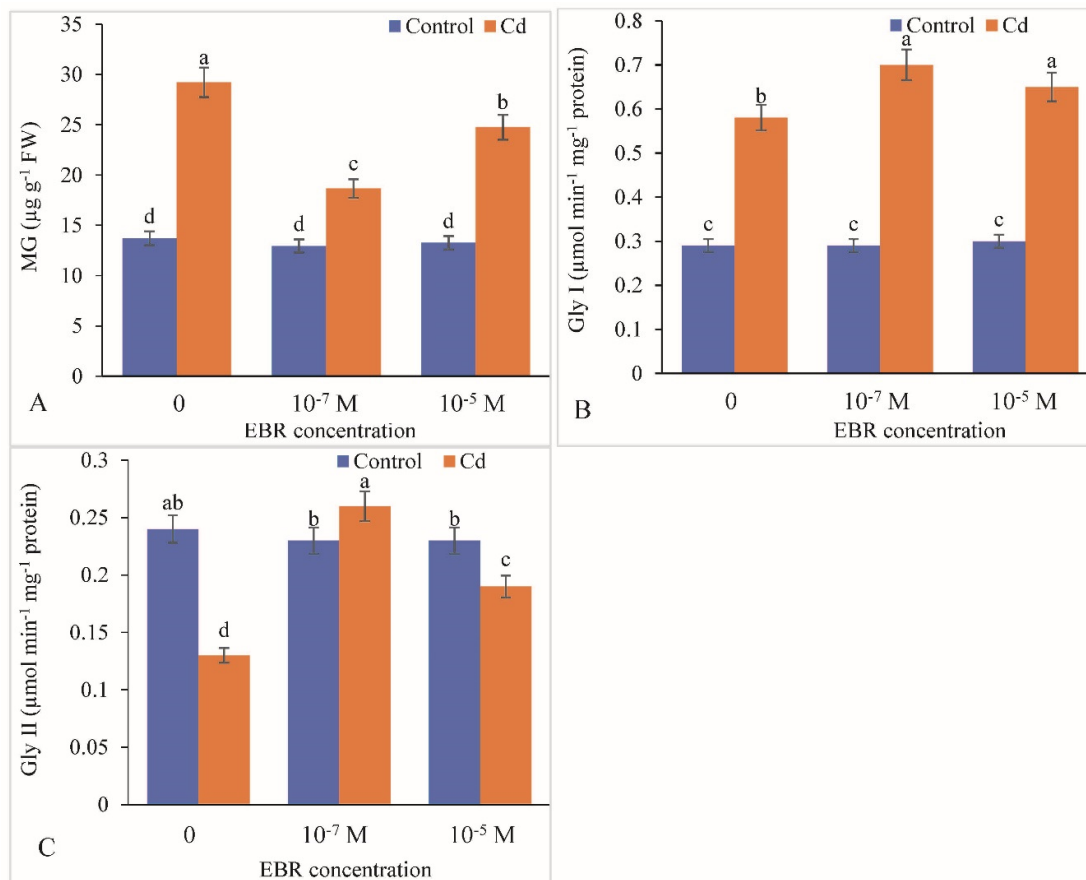 35
30
25
20
15
10
5
0
MG (µg g⁻¹ FW)
Control Cd
a
b
c
d
d
d
0 10⁻⁷ M 10⁻⁵ M
EBR concentration
A
0.8
0.7
0.6
0.5
0.4
0.3
0.2
0.1
0
Gly I (µmol min⁻¹ mg⁻¹ protein)
Control Cd
a
a
b
c
c
c
0 10⁻⁷ M 10⁻⁵ M
EBR concentration
B
0.3
0.25
0.2
0.15
0.1
0.05
0
Gly II (µmol min⁻¹ mg⁻¹ protein)
Control Cd
ab
a
b
b
c
d
0 10⁻⁷ M 10⁻⁵ M
EBR concentration
C